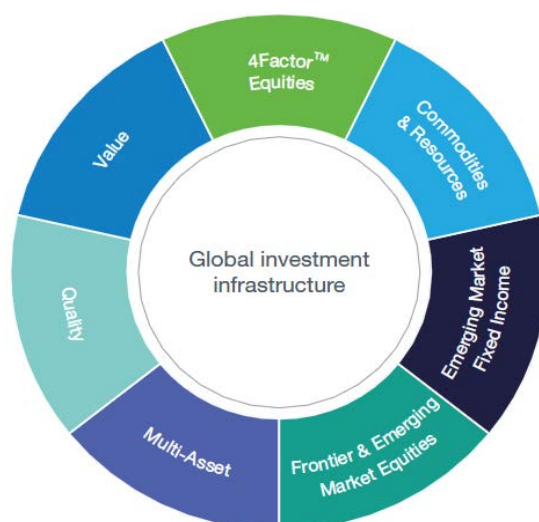 4Factor™
Equities
Commodities
& Resources
Emerging Market
Fixed Income
Frontier & Emerging
Market Equities
Multi-Asset
Quality
Value
Global investment
infrastructure